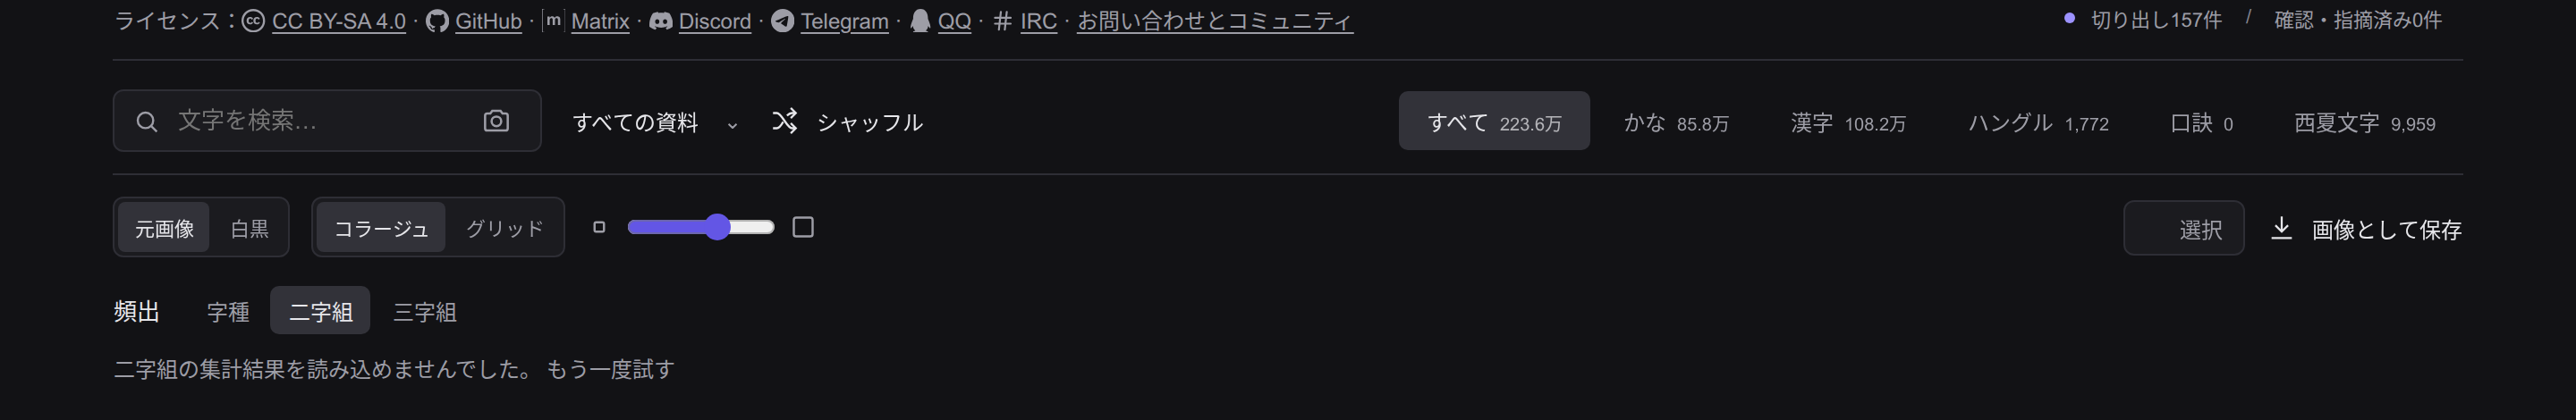 ライセンス：CC BY-SA 4.0 · GitHub · [m] Matrix · Discord · Telegram · QQ · # IRC · お問い合わせとコミュニティ
切り出し157件 / 確認・指摘済み0件
文字を検索… すべての資料 シャッフル
すべて 223.6万 かな 85.8万 漢字 108.2万 ハングル 1,772 口訣 0 西夏文字 9,959
元画像 白黒 コラージュ グリッド
選択 画像として保存
頻出 字種 二字組 三字組
二字組の集計結果を読み込めませんでした。 もう一度試す